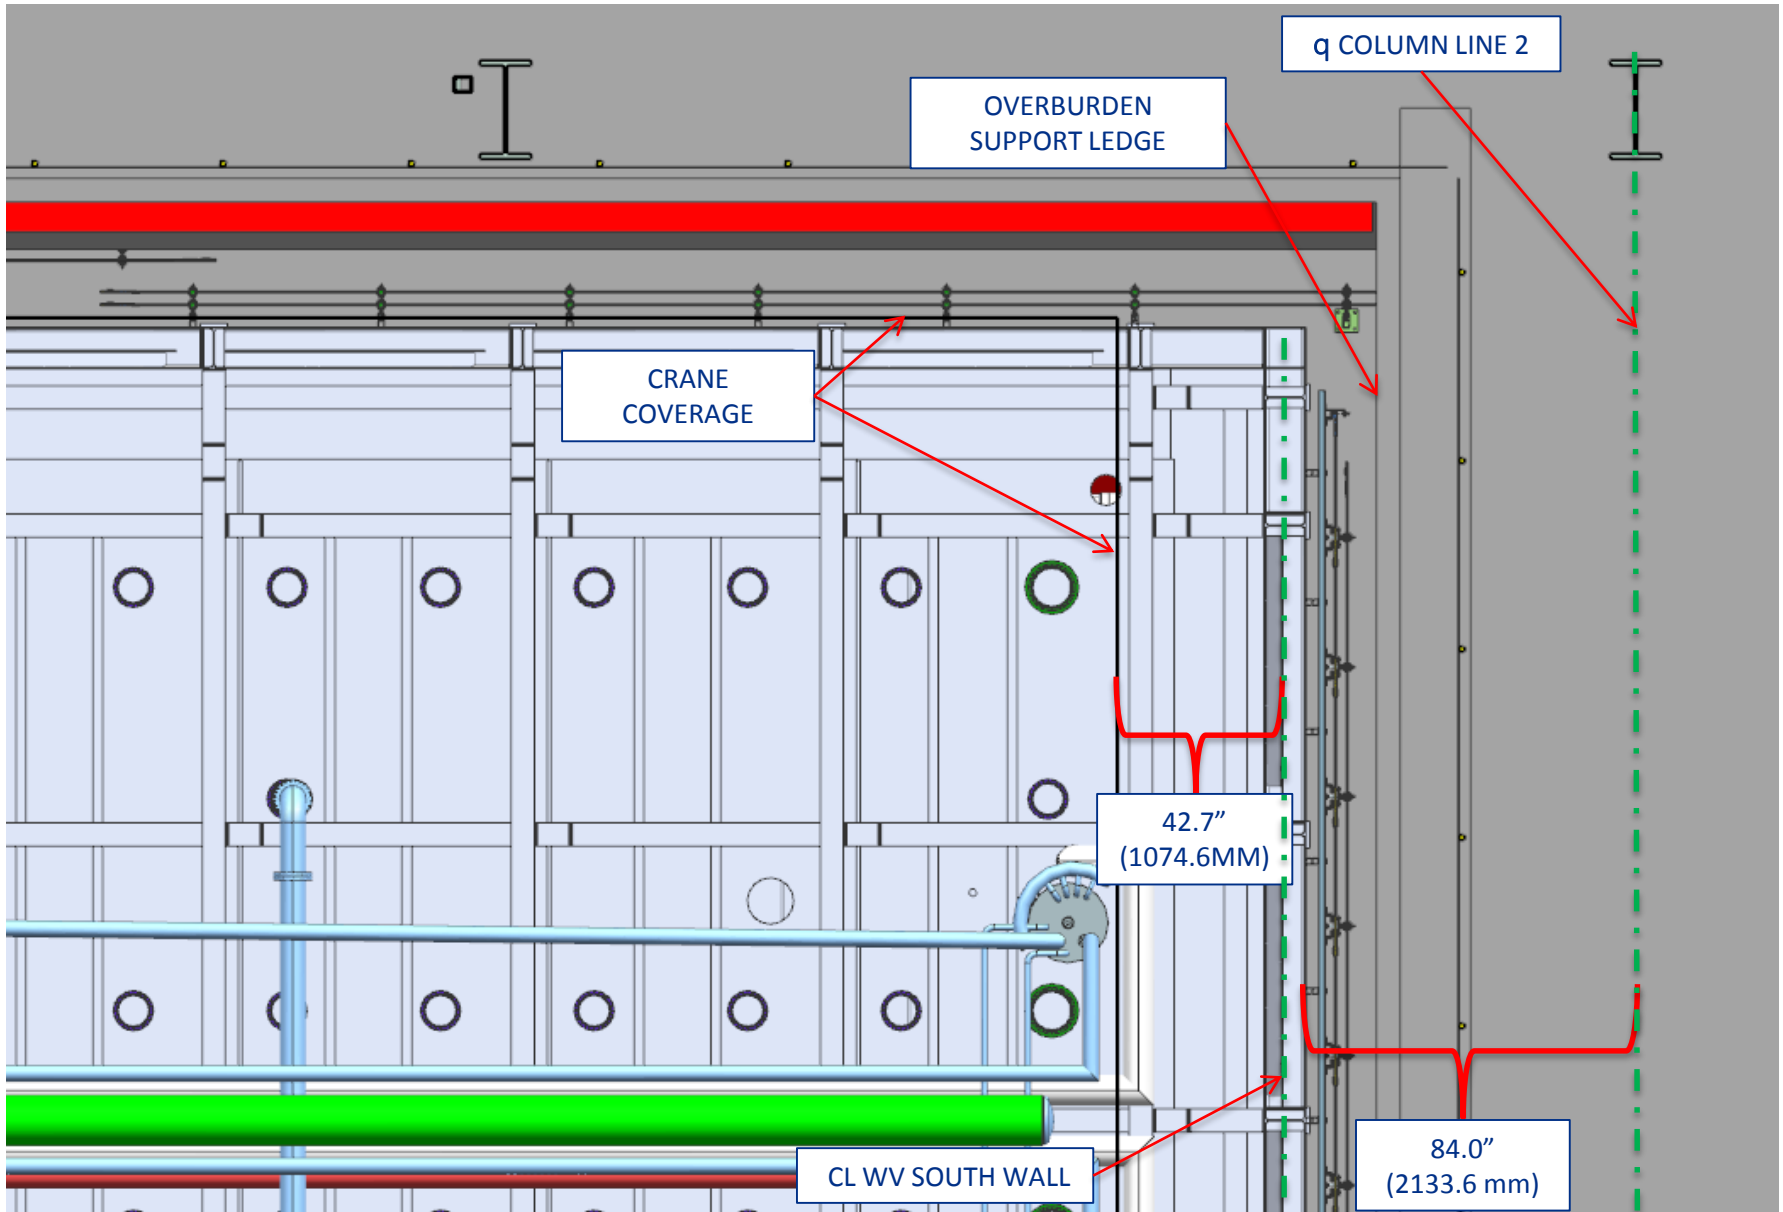 q COLUMN LINE 2
OVERBURDEN
SUPPORT LEDGE
CRANE
COVERAGE
42.7”
(1074.6MM)
CL WV SOUTH WALL
84.0”
(2133.6 mm)